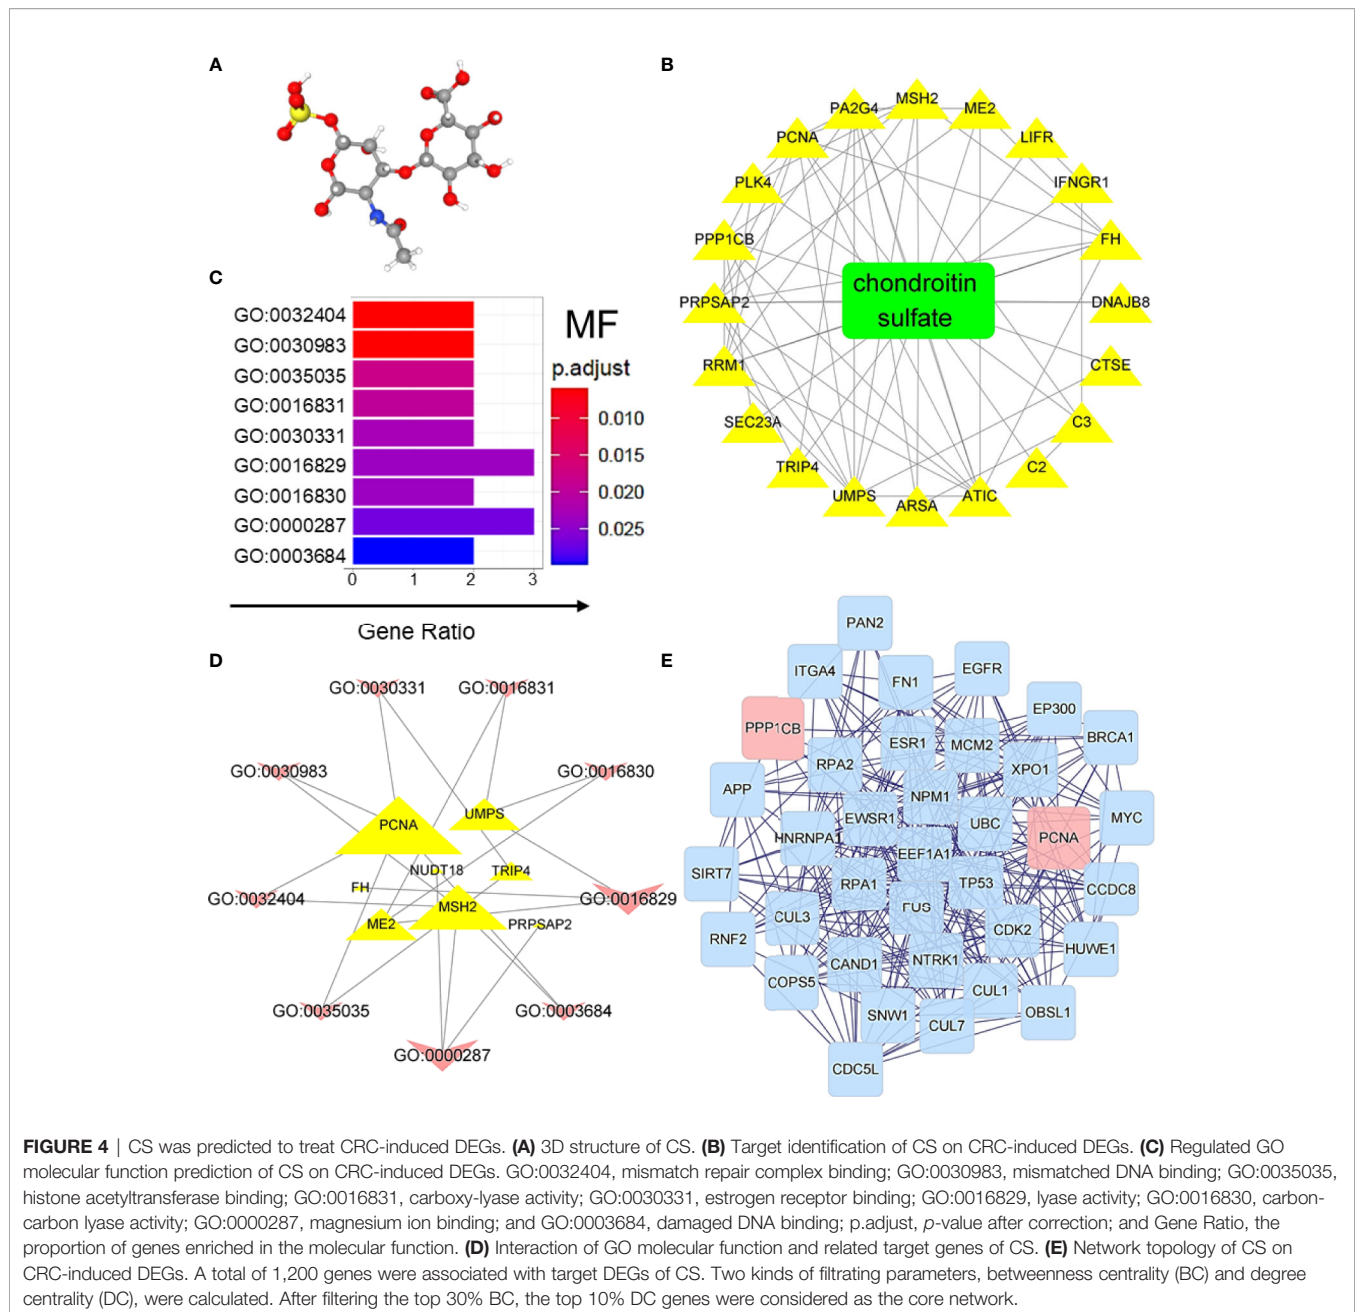 A
B
MSH2
PA2G4
ME2
PCNA
LIFR
PLK4
IFNGR1
PPP1CB
FH
chondroitin
sulfate
PRPSAP2
DNAJB8
RRM1
CTSE
SEC23A
C3
TRIP4
C2
UMPS
ATIC
ARSA
C
GO:0032404
GO:0030983
GO:0035035
GO:0016831
GO:0030331
GO:0016829
GO:0016830
GO:0000287
GO:0003684
0 1 2 3
Gene Ratio
MF
p.adjust
0.010
0.015
0.020
0.025
D
GO:0030331 GO:0016831
GO:0030983 GO:0016830
PCNA UMPS
NUDT18 TRIP4
FH
GO:0032404 GO:0016829
MSH2
ME2 PRPSAP2
GO:0035035 GO:0003684
GO:0000287
E
PAN2
ITGA4 FN1 EGFR
PPP1CB EP300
ESR1 MCM2 BRCA1
RPA2 XPO1
APP NPM1
EWSR1 UBC MYC
HNRNPA1 PCNA
EEF1A1
SIRT7 RPA1 TP53 CCDC8
CUL3 FUS
RNF2 CDK2 HUWE1
CAND1 NTRK1
COPS5 CUL1
SNW1 CUL7 OBSL1
CDC5L
FIGURE 4 | CS was predicted to treat CRC-induced DEGs. (A) 3D structure of CS. (B) Target identification of CS on CRC-induced DEGs. (C) Regulated GO
molecular function prediction of CS on CRC-induced DEGs. GO:0032404, mismatch repair complex binding; GO:0030983, mismatched DNA binding; GO:0035035,
histone acetyltransferase binding; GO:0016831, carboxy-lyase activity; GO:0030331, estrogen receptor binding; GO:0016829, lyase activity; GO:0016830, carbon-
carbon lyase activity; GO:0000287, magnesium ion binding; and GO:0003684, damaged DNA binding; p.adjust, p-value after correction; and Gene Ratio, the
proportion of genes enriched in the molecular function. (D) Interaction of GO molecular function and related target genes of CS. (E) Network topology of CS on
CRC-induced DEGs. A total of 1,200 genes were associated with target DEGs of CS. Two kinds of filtrating parameters, betweenness centrality (BC) and degree
centrality (DC), were calculated. After filtering the top 30% BC, the top 10% DC genes were considered as the core network.